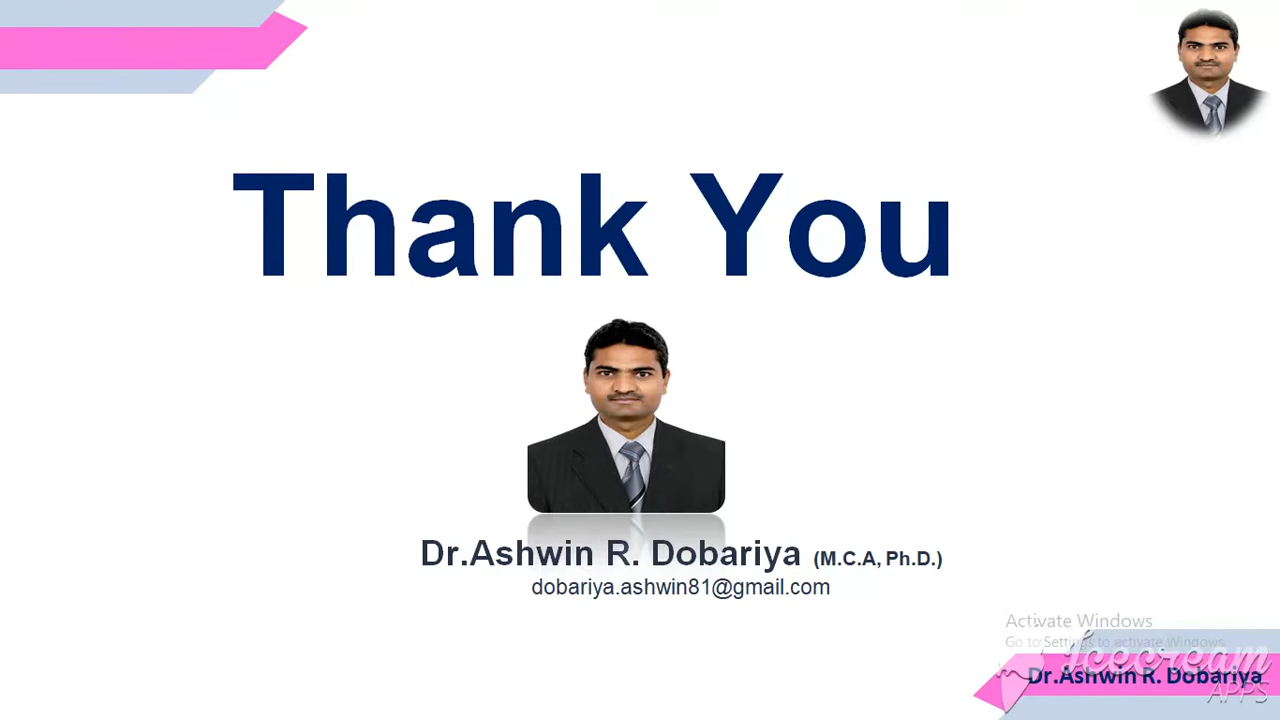 Thank You
Dr.Ashwin R. Dobariya (M.C.A, Ph.D.)
dobariya.ashwin81@gmail.com
Activate Windows
Go to Settings to activate Windows.
Icecream
APPS
Dr.Ashwin R. Dobariya